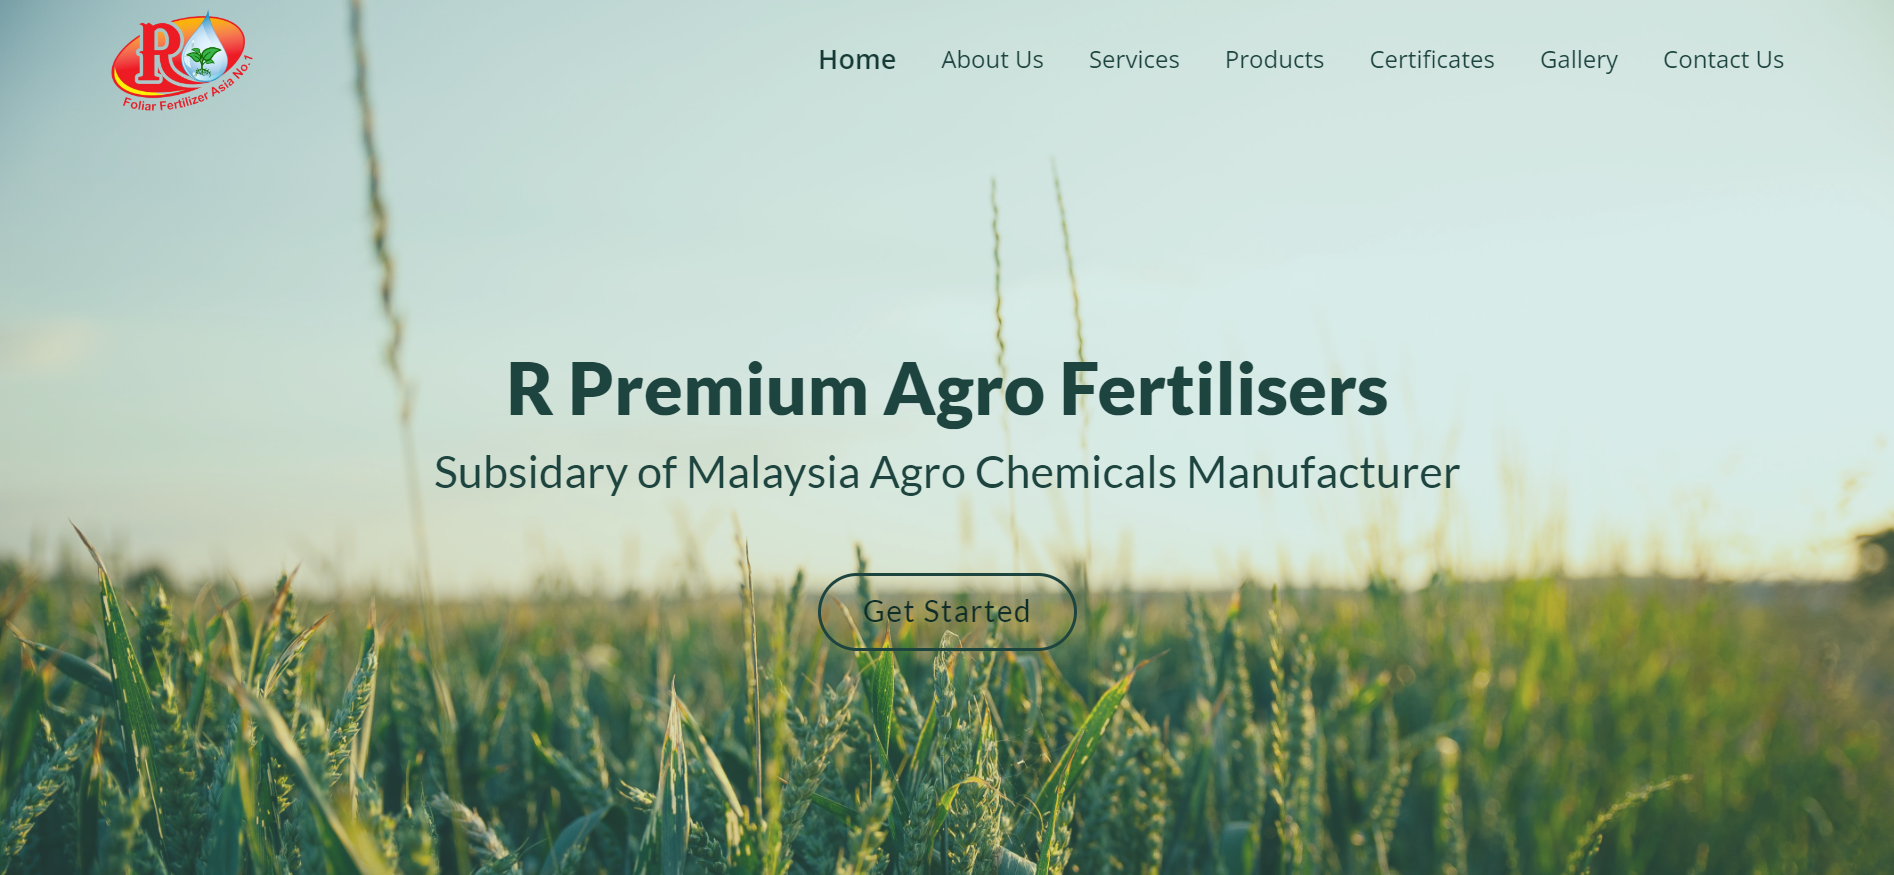 R
Foliar Fertilizer Asia No.1
Home About Us Services Products Certificates Gallery Contact Us
R Premium Agro Fertilisers
Subsidary of Malaysia Agro Chemicals Manufacturer
Get Started